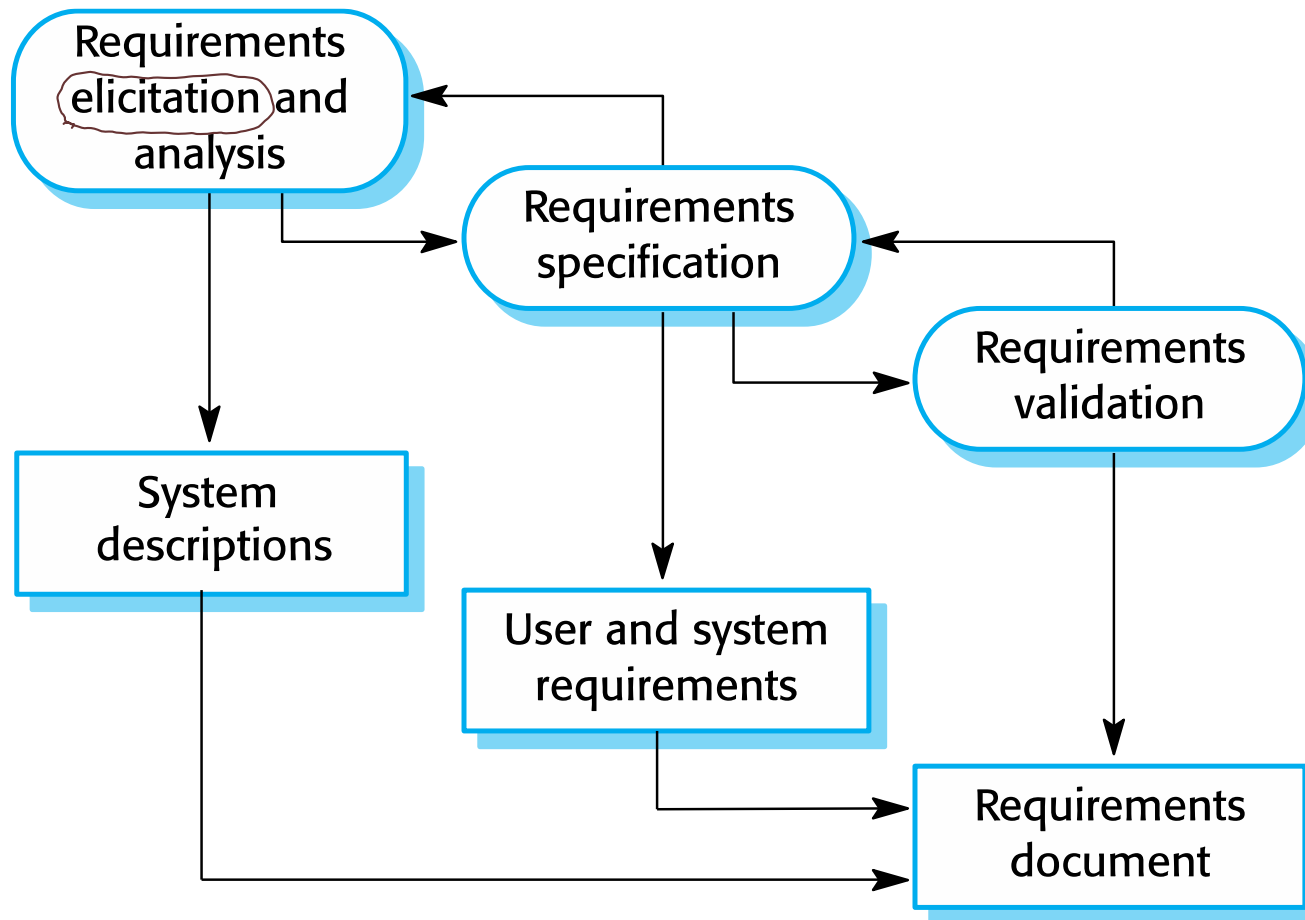 Requirements
elicitation and
analysis
Requirements
specification
Requirements
validation
System
descriptions
User and system
requirements
Requirements
document